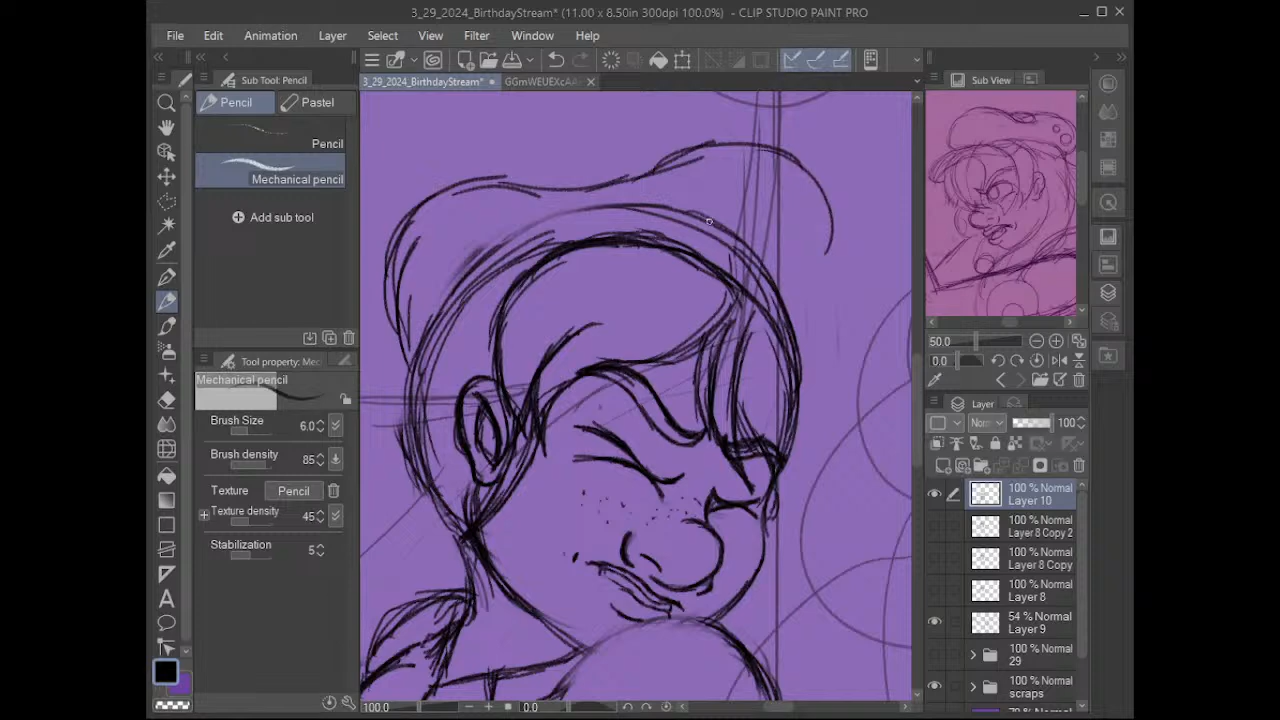 3_29_2024_BirthdayStream* (11.00 x 8.50in 300dpi 100.0%) - CLIP STUDIO PAINT PRO
File Edit Animation Layer Select View Filter Window Help
Sub Tool: Pencil
3_29_2024_BirthdayStream*
Sub View
Pencil Pastel
Pencil
Mechanical pencil
Add sub tool
Tool property: Mec
Mechanical pencil
Brush Size 6.0
Brush density 85
Texture Pencil
Texture density 45
Stabilization 5
100.0 0.0
50.0
0.0
Layer
100
100 % Normal
Layer 10
100 % Normal
Layer 8 Copy 2
100 % Normal
Layer 8 Copy
100 % Normal
Layer 8
54 % Normal
Layer 9
100 % Normal
29
100 % Normal
scraps